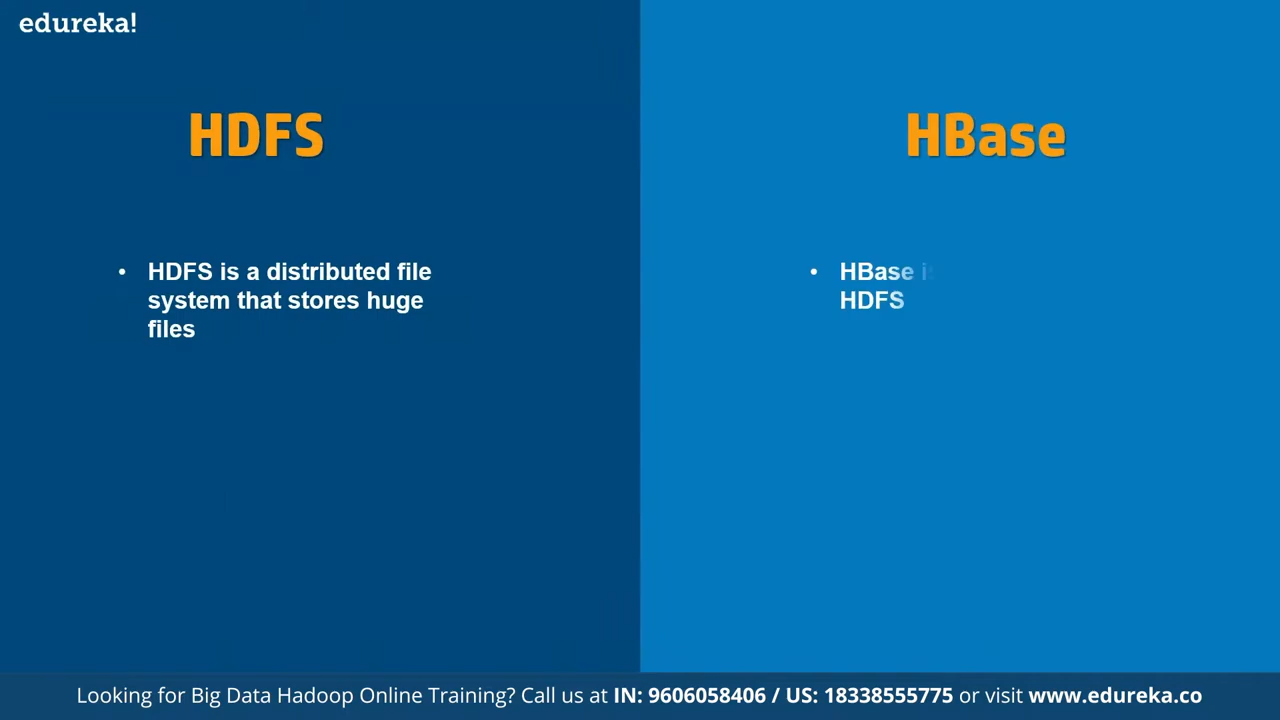 edureka!
HDFS
• HDFS is a distributed file
system that stores huge
files
HBase
• HBase
HDFS
Looking for Big Data Hadoop Online Training? Call us at IN: 9606058406 / US: 18338555775 or visit www.edureka.co